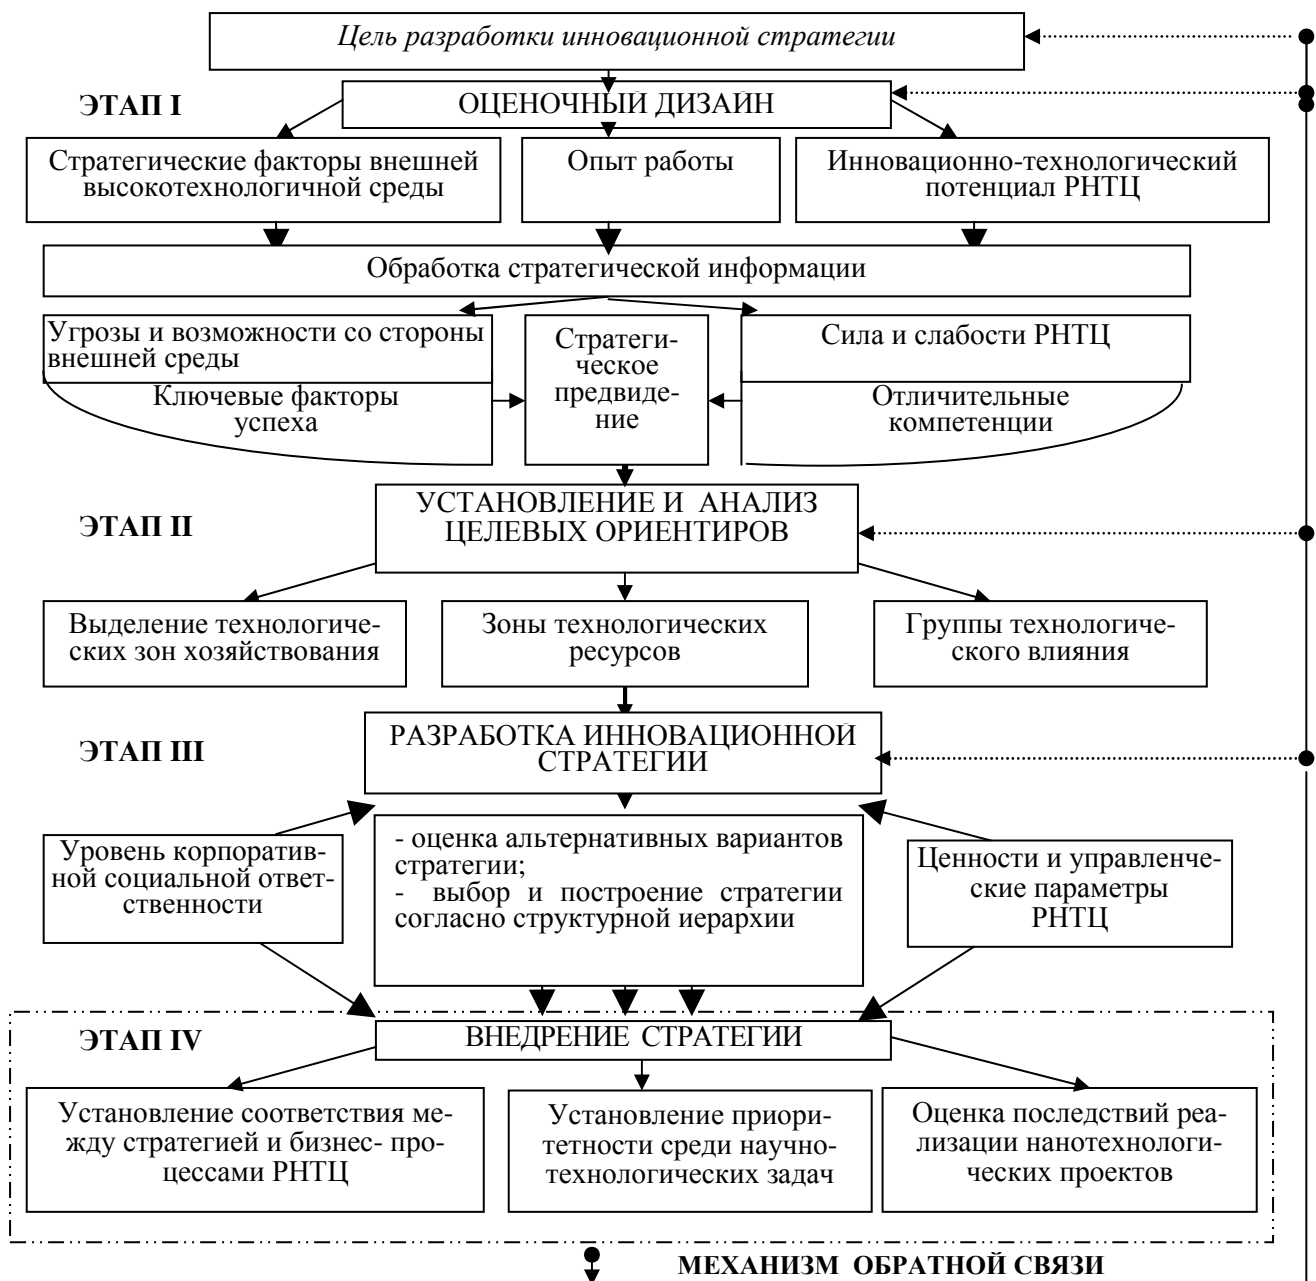 Цель разработки инновационной стратегии
ЭТАП I
ОЦЕНОЧНЫЙ ДИЗАЙН
Стратегические факторы внешней
высокотехнологичной среды
Опыт работы
Инновационно-технологический
потенциал РНТЦ
Обработка стратегической информации
Угрозы и возможности со стороны
внешней среды
Ключевые факторы
успеха
Стратеги-
ческое
предвиде-
ние
Сила и слабости РНТЦ
Отличительные
компетенции
ЭТАП II
УСТАНОВЛЕНИЕ И АНАЛИЗ
ЦЕЛЕВЫХ ОРИЕНТИРОВ
Выделение технологиче-
ских зон хозяйствования
Зоны технологических
ресурсов
Группы технологиче-
ского влияния
ЭТАП III
РАЗРАБОТКА ИННОВАЦИОННОЙ
СТРАТЕГИИ
Уровень корпоратив-
ной социальной ответ-
ственности
- оценка альтернативных вариантов
стратегии;
- выбор и построение стратегии
согласно структурной иерархии
Ценности и управленче-
ские параметры
РНТЦ
ЭТАП IV
ВНЕДРЕНИЕ СТРАТЕГИИ
Установление соответствия ме-
жду стратегией и бизнес- про-
цессами РНТЦ
Установление приори-
тетности среди научно-
технологических задач
Оценка последствий реа-
лизации нанотехнологи-
ческих проектов
МЕХАНИЗМ ОБРАТНОЙ СВЯЗИ